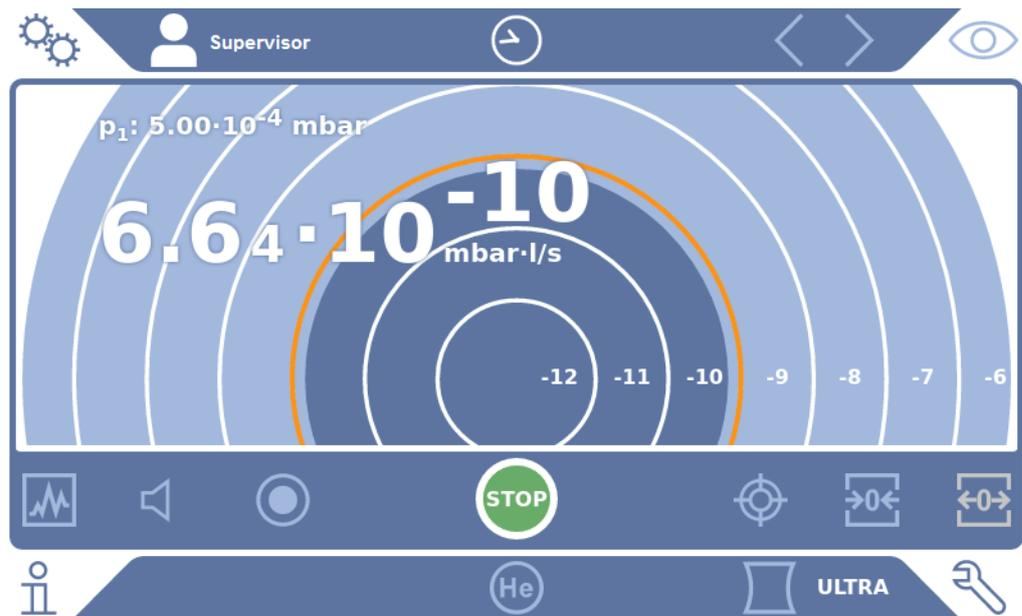 Supervisor
p₁: 5.00·10⁻⁴ mbar
6.64·10⁻¹⁰ mbar·l/s
-12 -11 -10 -9 -8 -7 -6
STOP
→0←
←0→
He
ULTRA